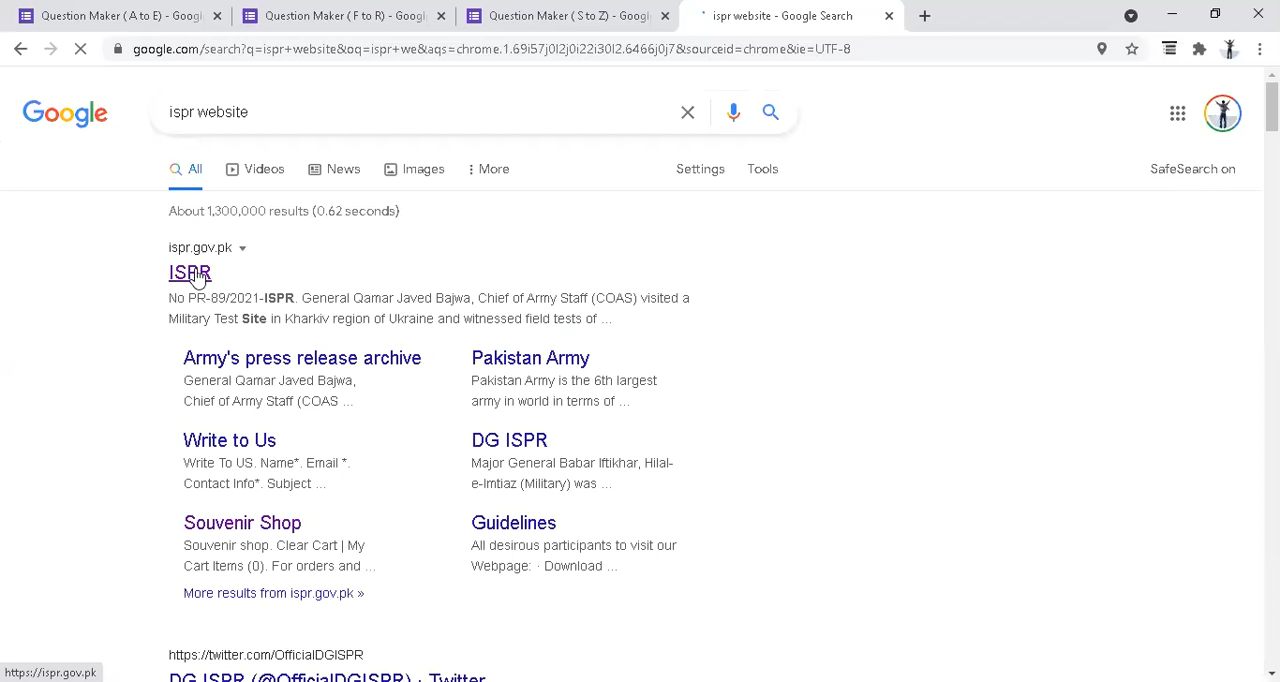 Question Maker ( A to E) - Googl
Question Maker ( F to R) - Googl
Question Maker ( S to Z) - Googl
ispr website - Google Search
google.com/search?q=ispr+website&oq=ispr+we&aqs=chrome.1.69i57j0l2j0i22i30l2.6466j0j7&sourceid=chrome&ie=UTF-8
Google
ispr website
All
Videos
News
Images
More
Settings
Tools
SafeSearch on
About 1,300,000 results (0.62 seconds)
ispr.gov.pk
ISPR
No PR-89/2021-ISPR. General Qamar Javed Bajwa, Chief of Army Staff (COAS) visited a
Military Test Site in Kharkiv region of Ukraine and witnessed field tests of ...
Army's press release archive
General Qamar Javed Bajwa,
Chief of Army Staff (COAS ...
Pakistan Army
Pakistan Army is the 6th largest
army in world in terms of ...
Write to Us
Write To US. Name*. Email *.
Contact Info*. Subject ...
DG ISPR
Major General Babar Iftikhar, Hilal-
e-Imtiaz (Military) was ...
Souvenir Shop
Souvenir shop. Clear Cart | My
Cart Items (0). For orders and ...
Guidelines
All desirous participants to visit our
Webpage: · Download ...
More results from ispr.gov.pk »
https://twitter.com/OfficialDGISPR
DG ISPR (@OfficialDGISPR) · Twitter
https://ispr.gov.pk